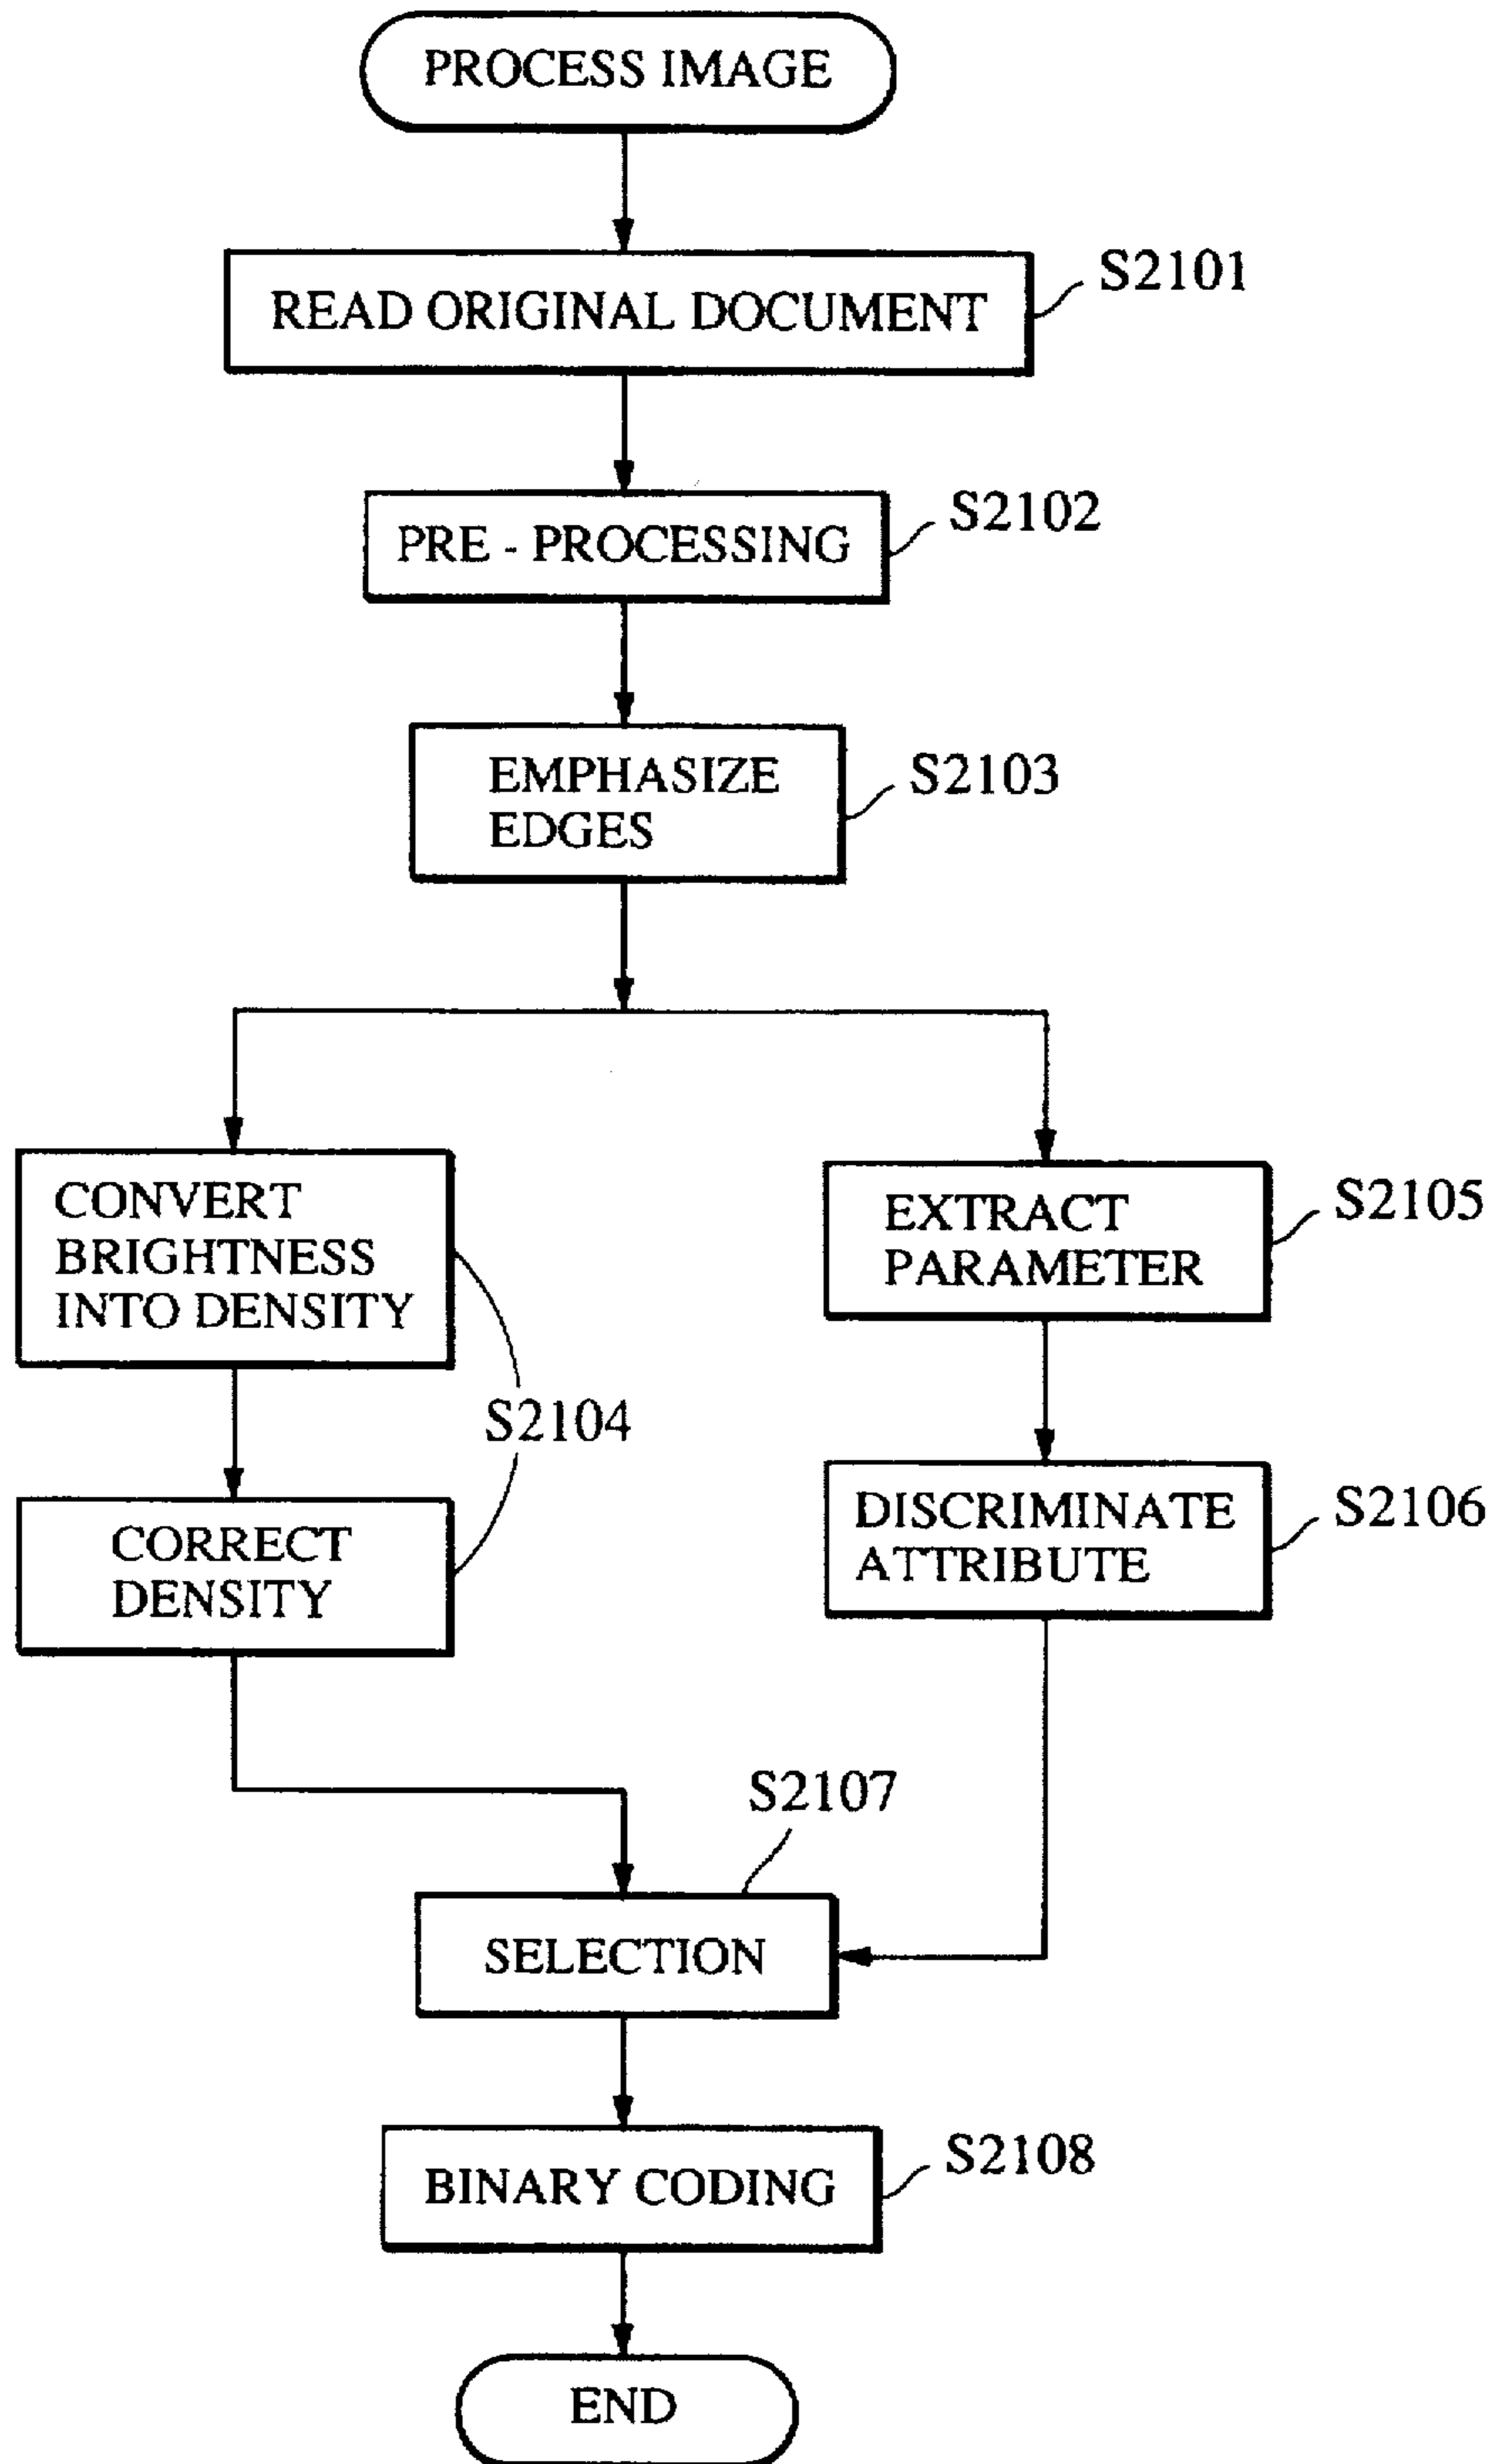 PROCESS IMAGE
READ ORIGINAL DOCUMENT
S2101
PRE - PROCESSING
S2102
EMPHASIZE
EDGES
S2103
CONVERT
BRIGHTNESS
INTO DENSITY
S2104
CORRECT
DENSITY
EXTRACT
PARAMETER
S2105
DISCRIMINATE
ATTRIBUTE
S2106
S2107
SELECTION
BINARY CODING
S2108
END